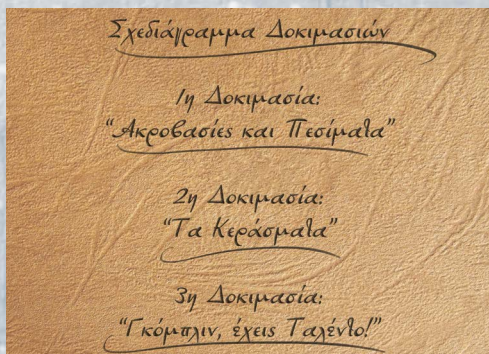 Σχεδιάγραμμα Δοκιμασιών
1η Δοκιμασία:
“Ακροβασίες και Πεσίματα”
2η Δοκιμασία:
“Τα Κεράσματα”
3η Δοκιμασία:
“Γκόμπλιν, έχεις Ταλέντο!”